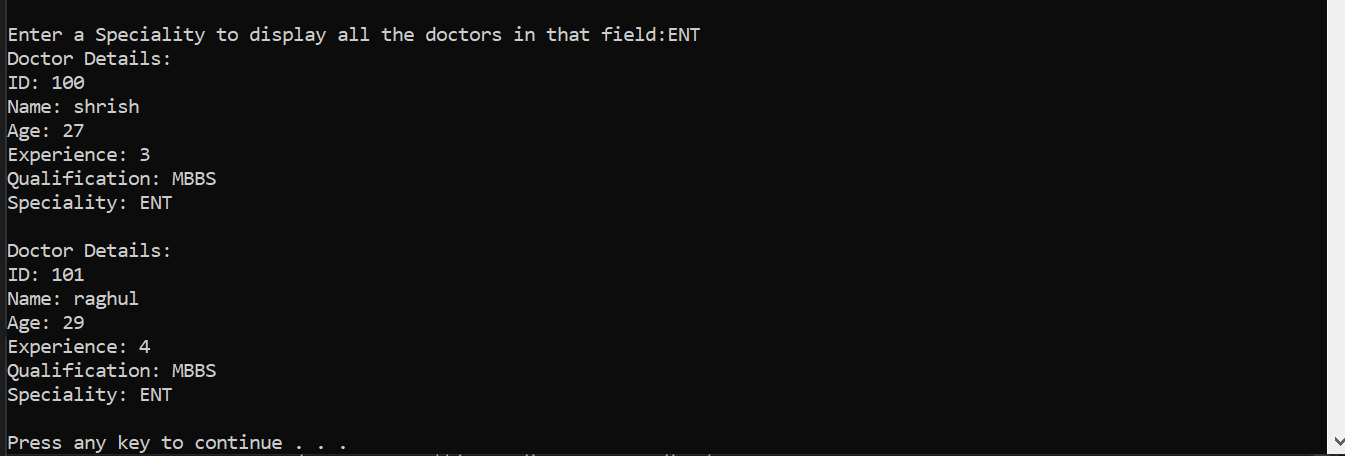 Enter a Speciality to display all the doctors in that field:ENT
Doctor Details:
ID: 100
Name: shrish
Age: 27
Experience: 3
Qualification: MBBS
Speciality: ENT
Doctor Details:
ID: 101
Name: raghul
Age: 29
Experience: 4
Qualification: MBBS
Speciality: ENT
Press any key to continue . . .